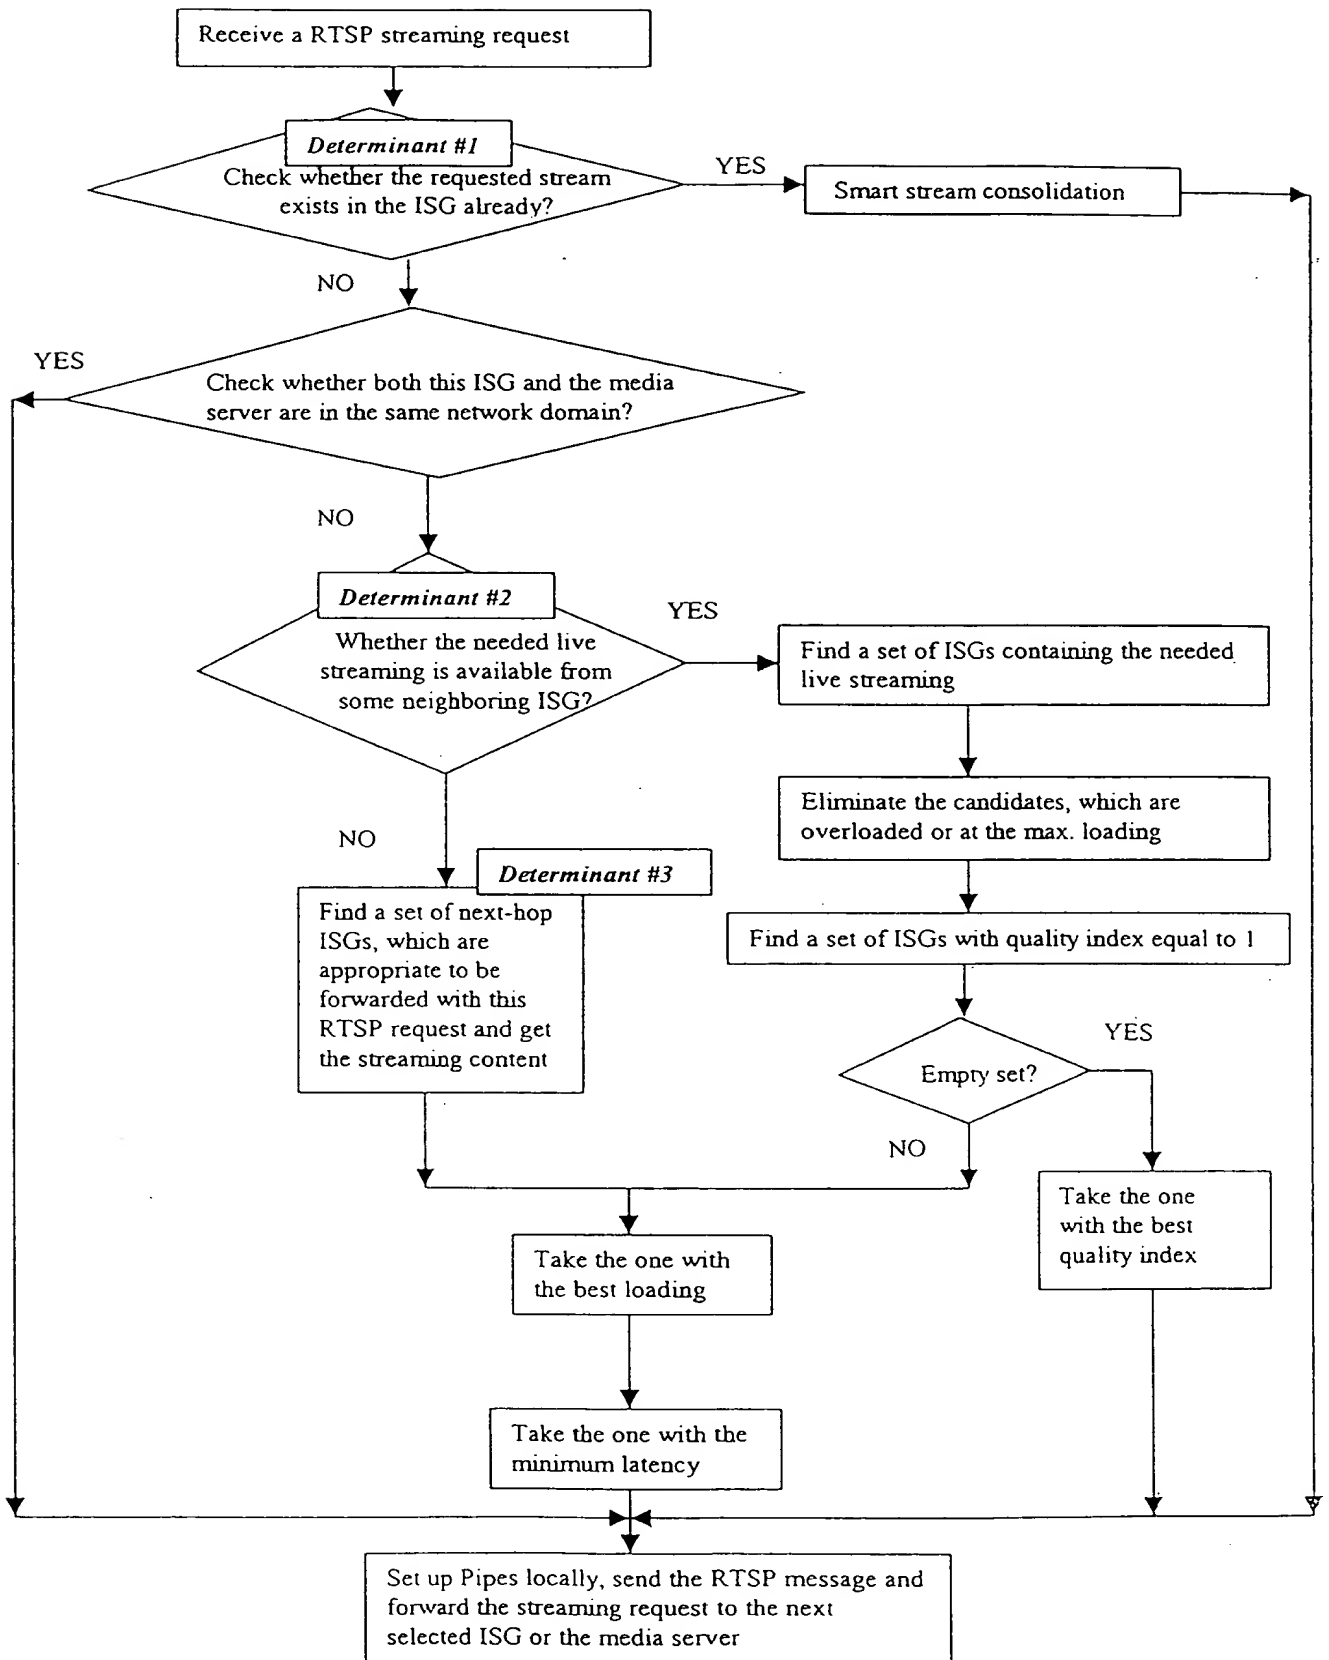 Receive a RTSP streaming request
Determinant #1
Check whether the requested stream
exists in the ISG already?
YES
Smart stream consolidation
NO
YES
Check whether both this ISG and the media
server are in the same network domain?
NO
Determinant #2
YES
Whether the needed live
streaming is available from
some neighboring ISG?
Find a set of ISGs containing the needed
live streaming
Eliminate the candidates, which are
overloaded or at the max. loading
NO
Determinant #3
Find a set of next-hop
ISGs, which are
appropriate to be
forwarded with this
RTSP request and get
the streaming content
Find a set of ISGs with quality index equal to 1
Empty set?
YES
NO
Take the one
with the best
quality index
Take the one with
the best loading
Take the one with the
minimum latency
Set up Pipes locally, send the RTSP message and
forward the streaming request to the next
selected ISG or the media server